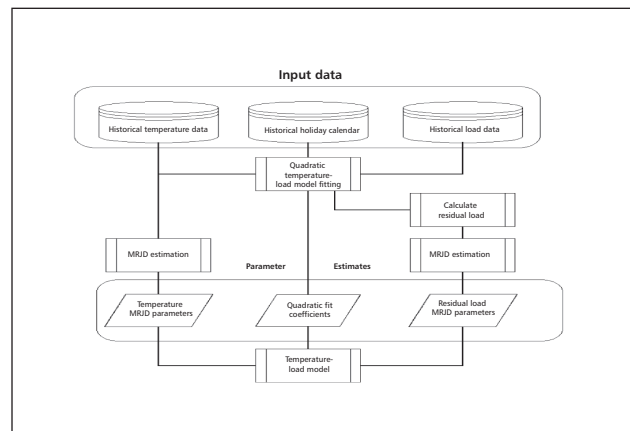 Input data
Historical temperature data
Historical holiday calendar
Historical load data
Quadratic
temperature-
load model fitting
Calculate
residual load
MRJD estimation
Parameter
Estimates
MRJD estimation
Temperature
MRJD parameters
Quadratic fit
coefficients
Residual load
MRJD parameters
Temperature-
load model